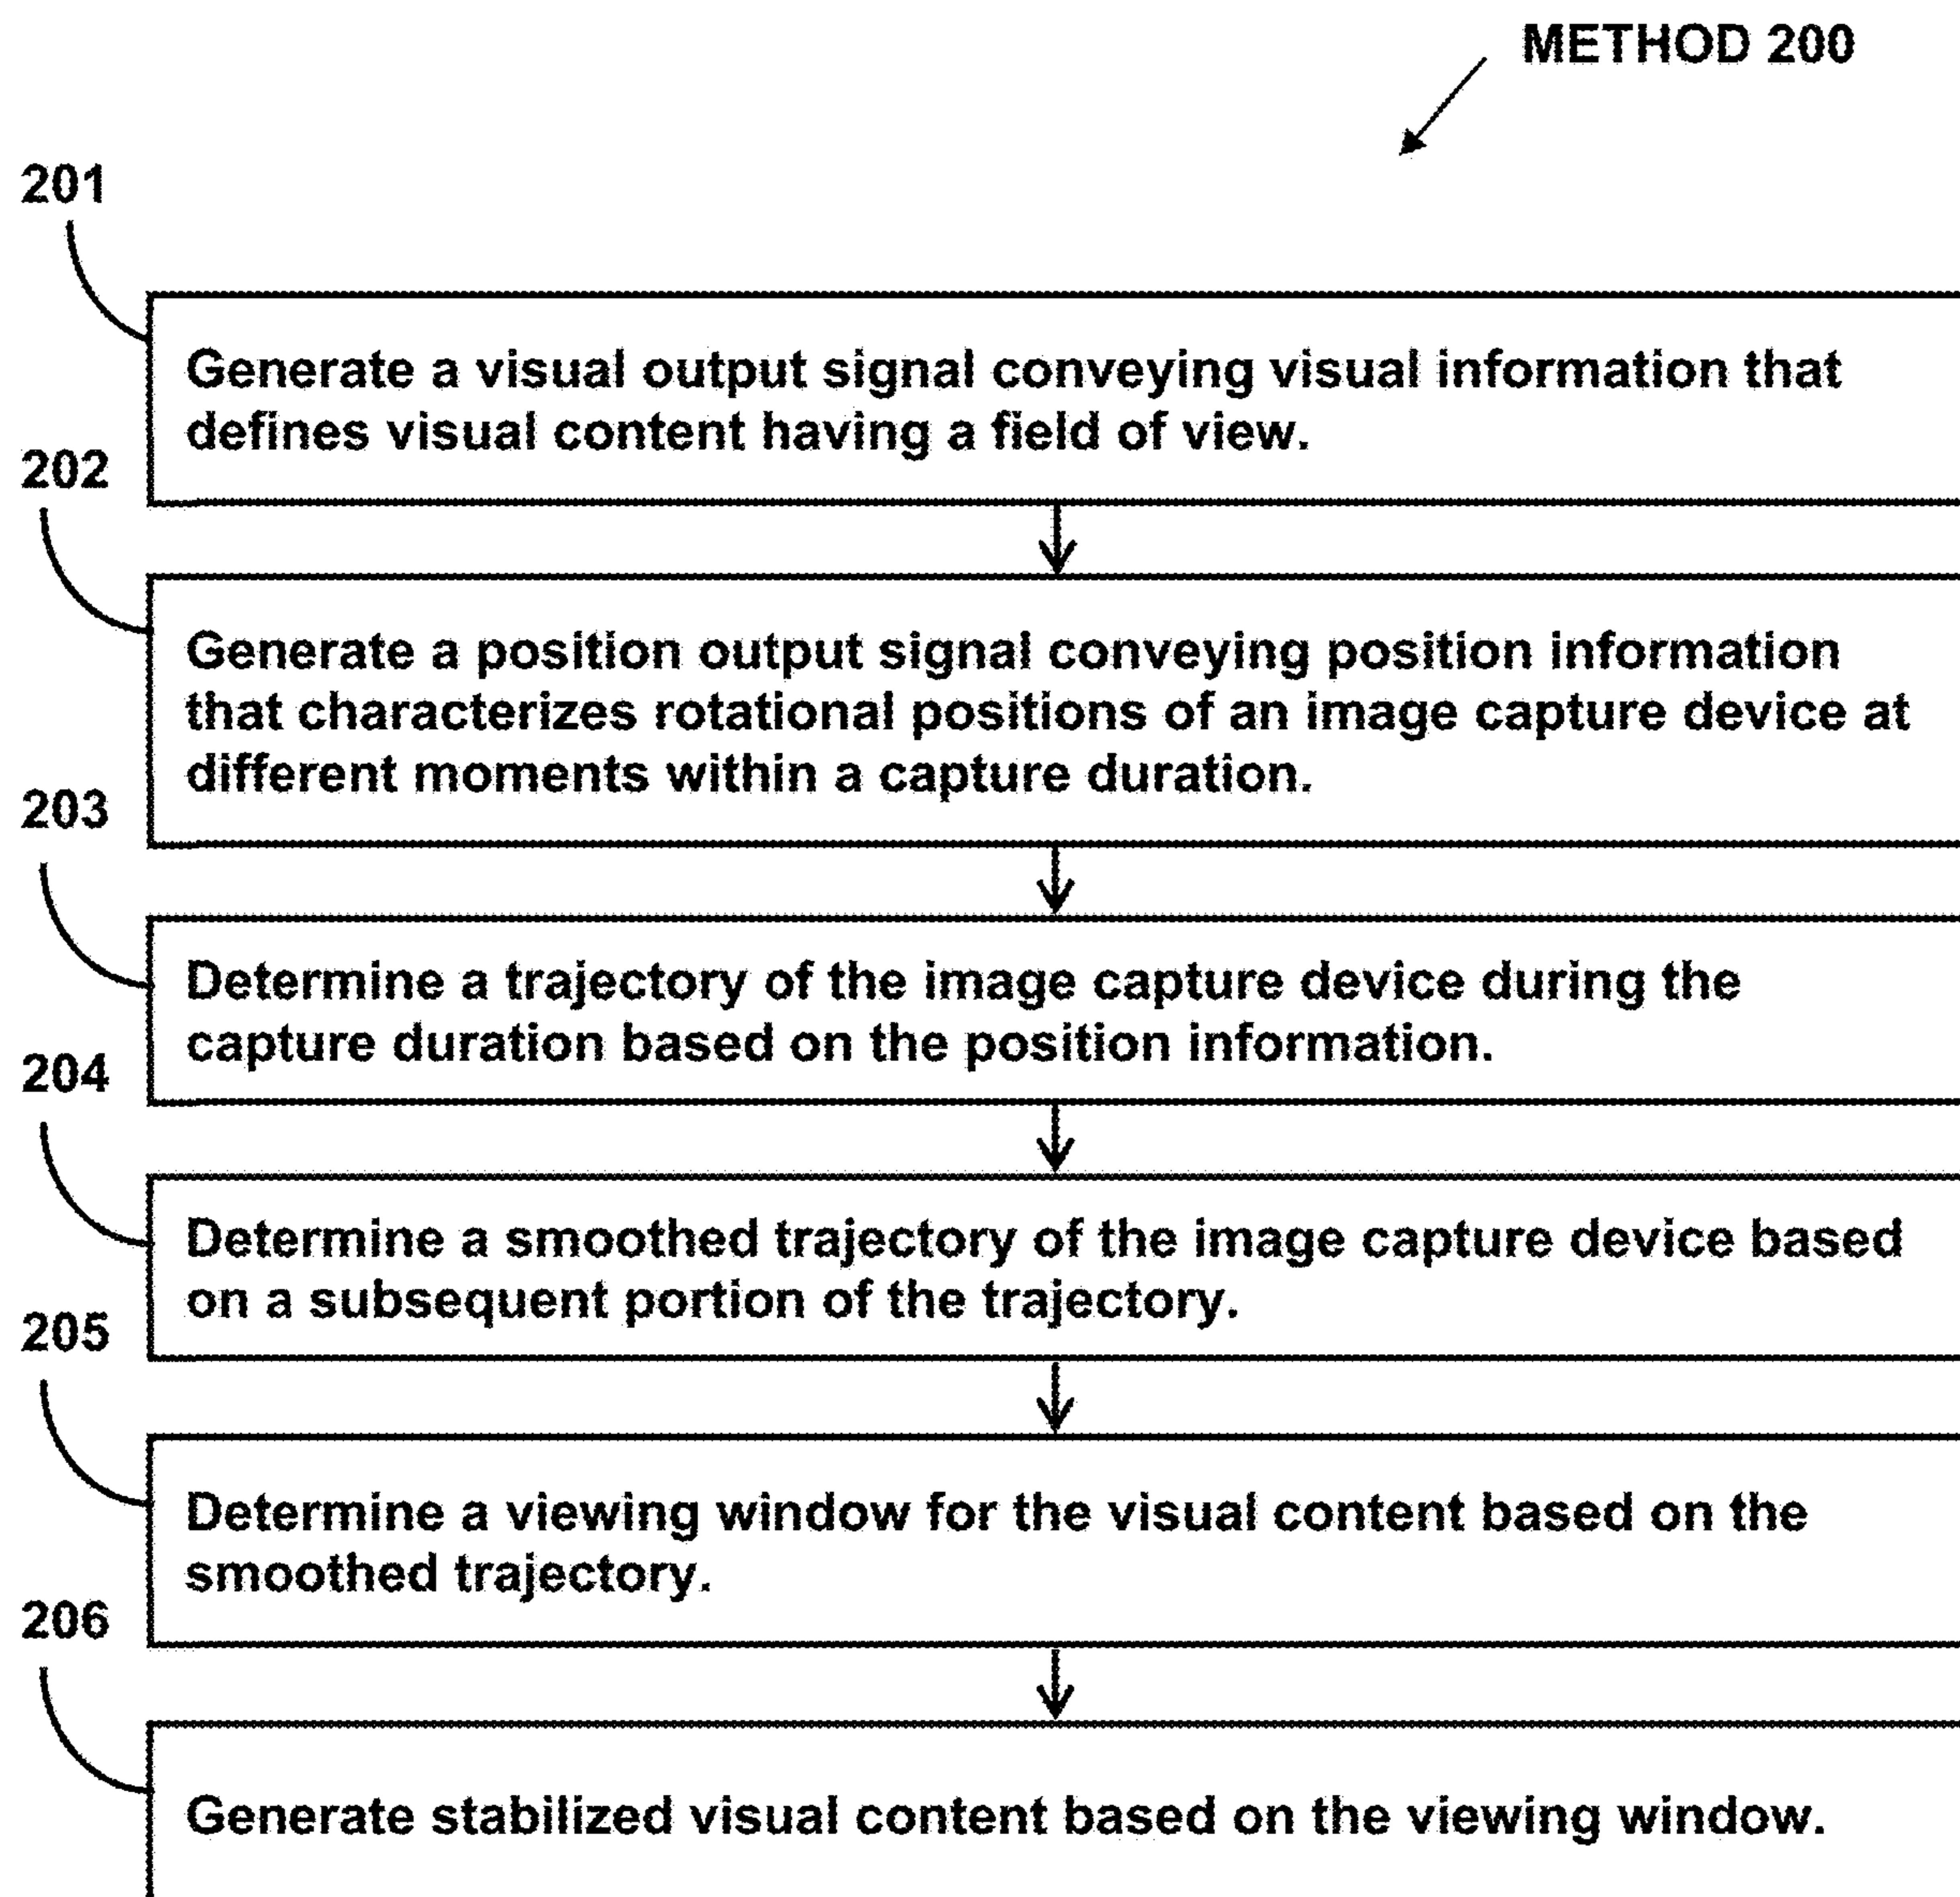 METHOD 200
201
Generate a visual output signal conveying visual information that
defines visual content having a field of view.
202
Generate a position output signal conveying position information
that characterizes rotational positions of an image capture device at
different moments within a capture duration.
203
Determine a trajectory of the image capture device during the
capture duration based on the position information.
204
Determine a smoothed trajectory of the image capture device based
on a subsequent portion of the trajectory.
205
Determine a viewing window for the visual content based on the
smoothed trajectory.
206
Generate stabilized visual content based on the viewing window.